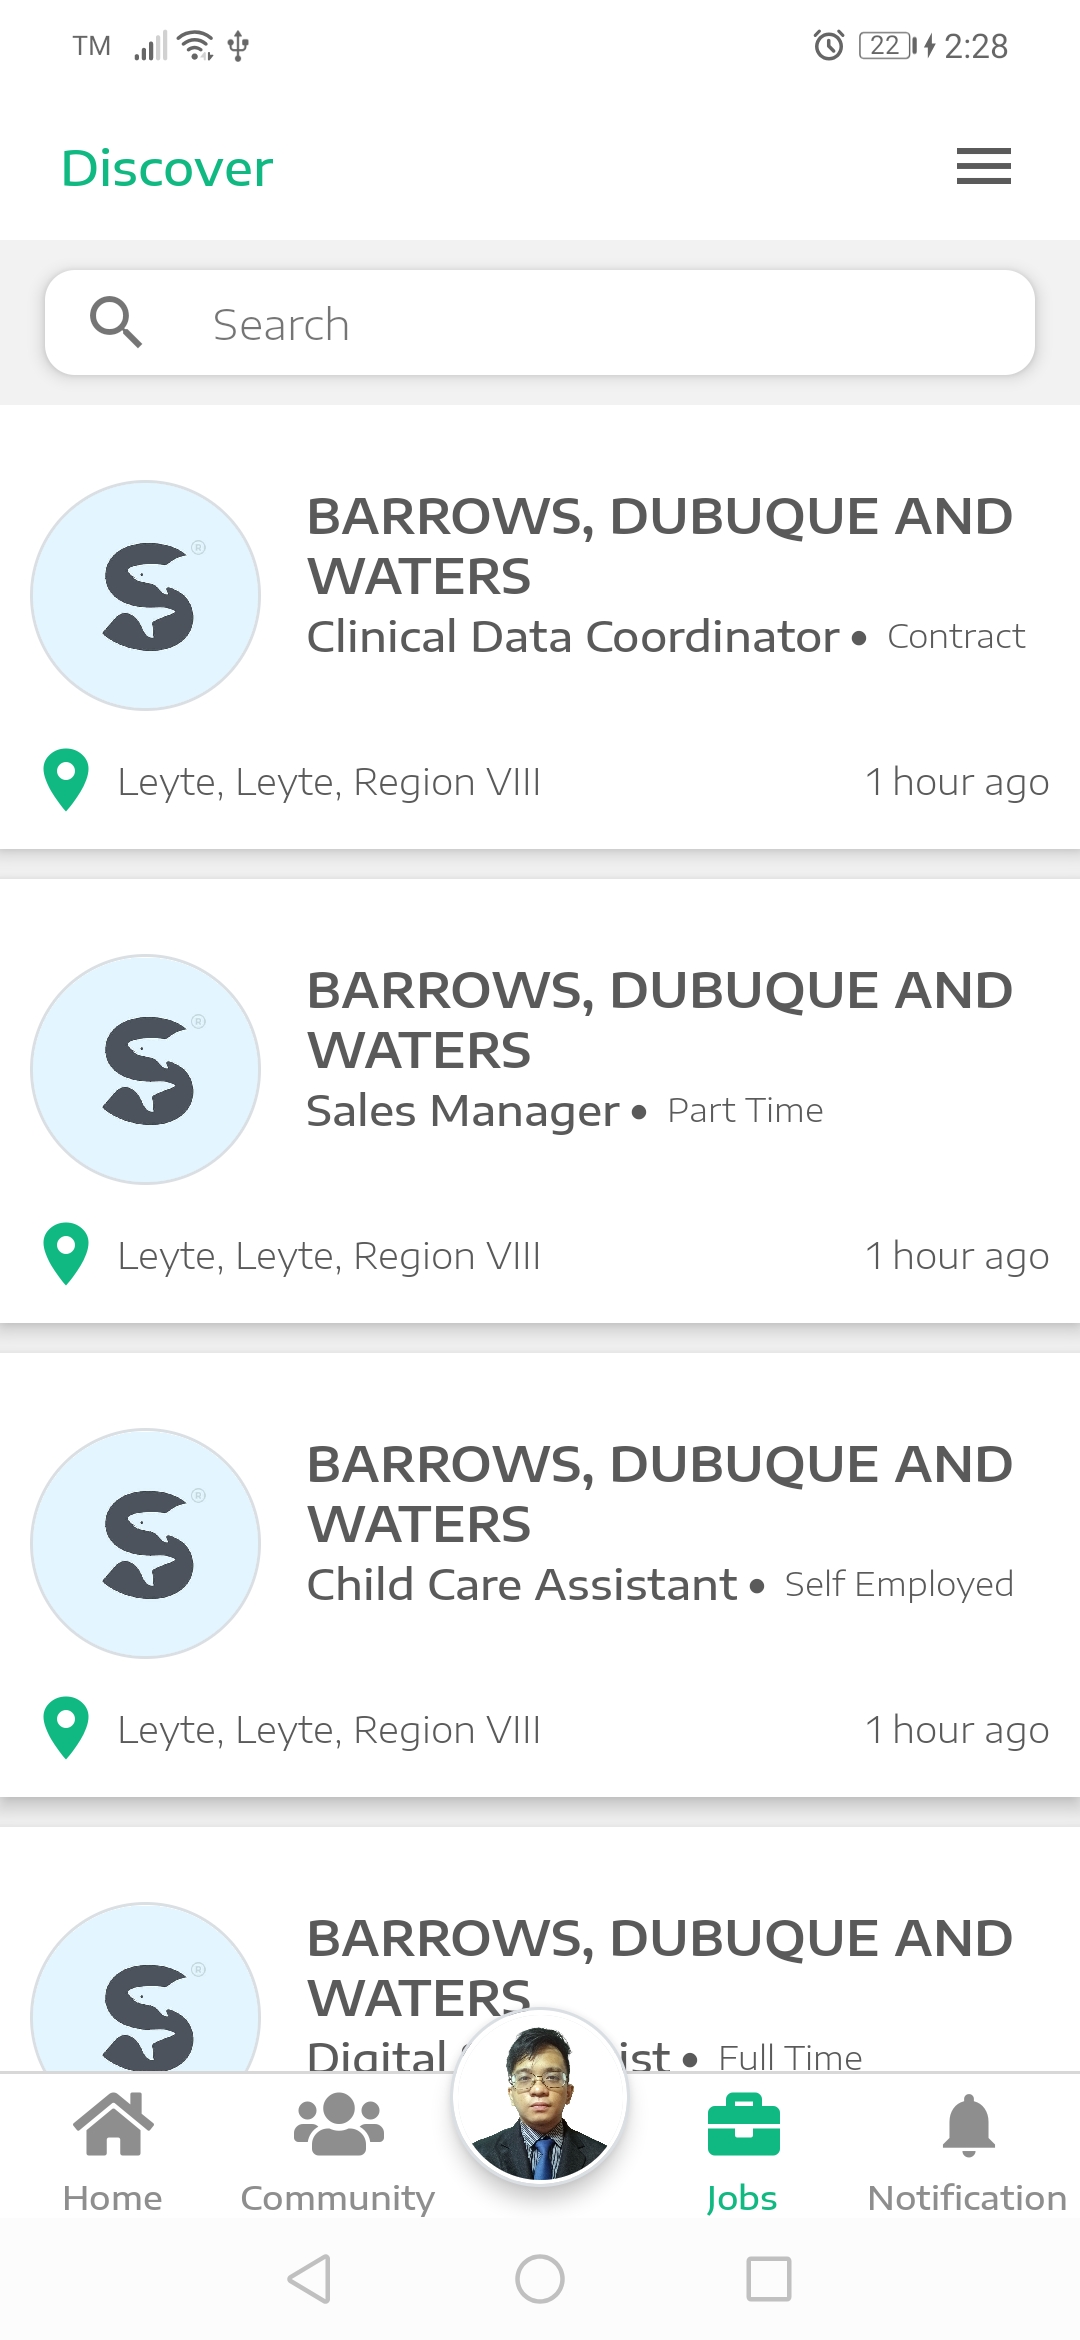 TM 22 2:28
Discover
Search
BARROWS, DUBUQUE AND
WATERS
Clinical Data Coordinator • Contract
Leyte, Leyte, Region VIII 1 hour ago
BARROWS, DUBUQUE AND
WATERS
Sales Manager • Part Time
Leyte, Leyte, Region VIII 1 hour ago
BARROWS, DUBUQUE AND
WATERS
Child Care Assistant • Self Employed
Leyte, Leyte, Region VIII 1 hour ago
BARROWS, DUBUQUE AND
WATERS
Digital • Full Time
Home Community Jobs Notification